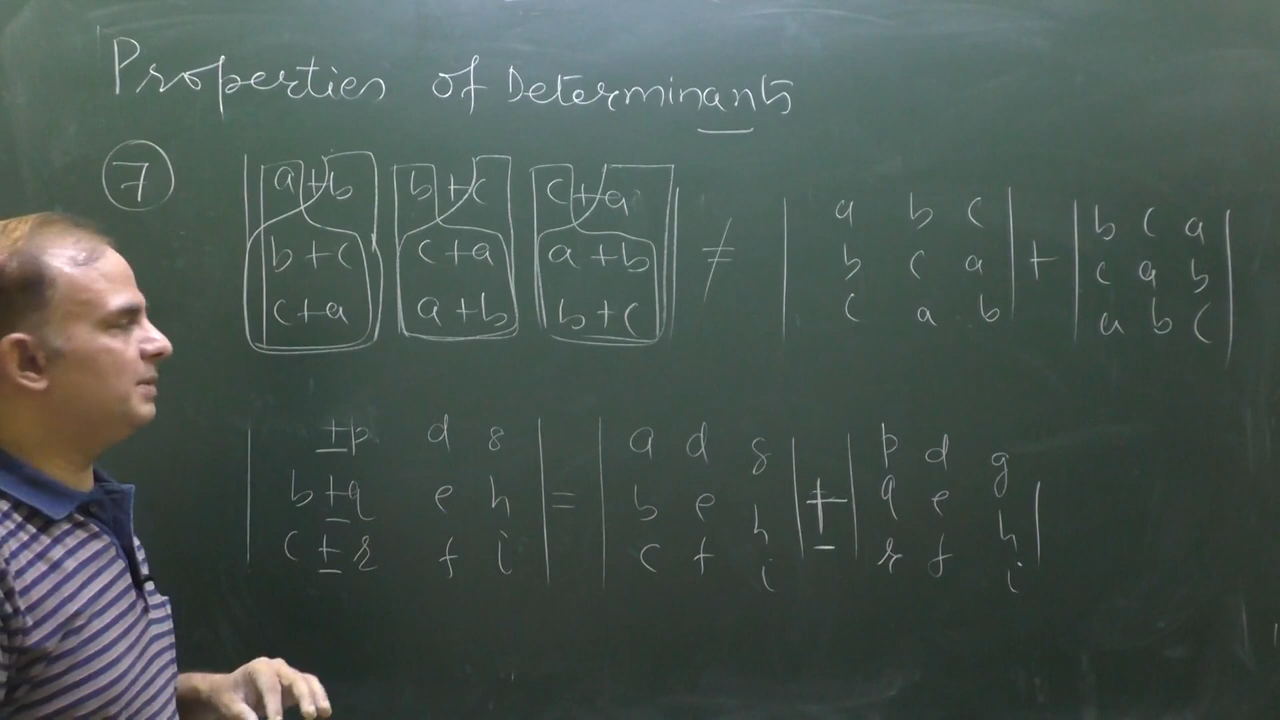 Properties of Determinants
7
| a+b b+c c+a | ≠ | a b c | + | b c a |
| b+c c+a a+b | | b c a | | c a b |
| c+a a+b b+c | | c a b | | a b c |
| ±p d g | = | a d g | ± | p d g |
| b±q e h | | b e h | | q e h |
| c±r f i | | c f i | | r f i |